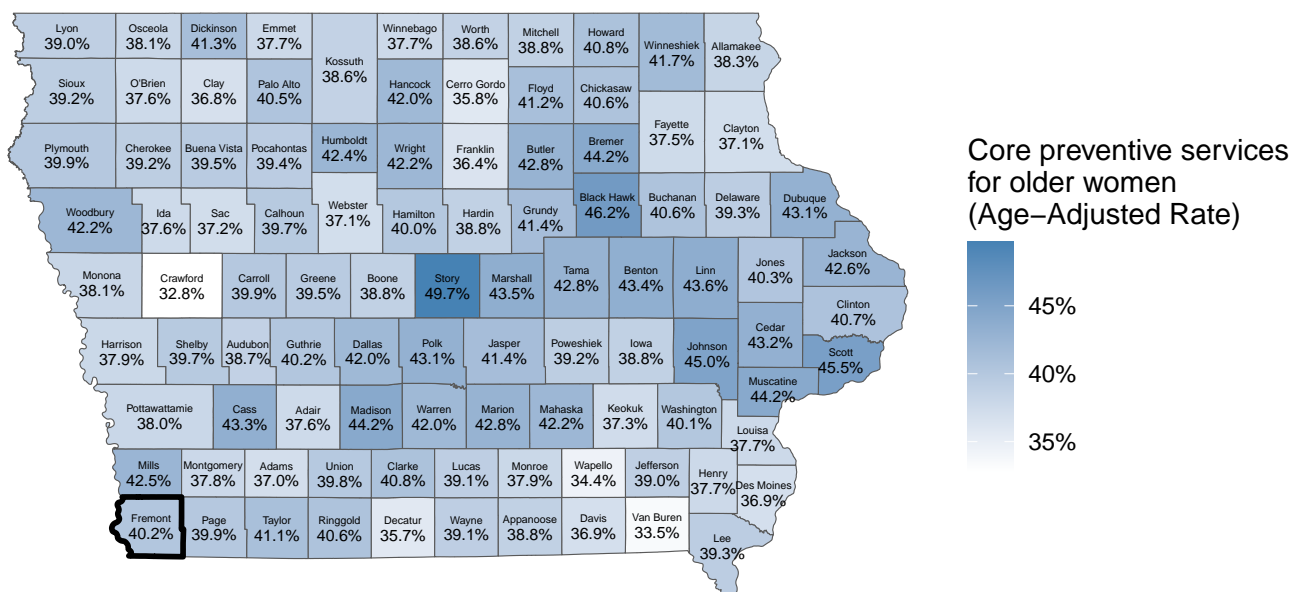 Lyon
39.0%
Osceola
38.1%
Dickinson
41.3%
Emmet
37.7%
Kossuth
38.6%
Winnebago
37.7%
Worth
38.6%
Mitchell
38.8%
Howard
40.8%
Winneshiek
41.7%
Allamakee
38.3%
Sioux
39.2%
O'Brien
37.6%
Clay
36.8%
Palo Alto
40.5%
Hancock
42.0%
Cerro Gordo
35.8%
Floyd
41.2%
Chickasaw
40.6%
Fayette
37.5%
Clayton
37.1%
Plymouth
39.9%
Cherokee
39.2%
Buena Vista
39.5%
Pocahontas
39.4%
Humboldt
42.4%
Wright
42.2%
Franklin
36.4%
Butler
42.8%
Bremer
44.2%
Woodbury
42.2%
Ida
37.6%
Sac
37.2%
Calhoun
39.7%
Webster
37.1%
Hamilton
40.0%
Hardin
38.8%
Grundy
41.4%
Black Hawk
46.2%
Buchanan
40.6%
Delaware
39.3%
Dubuque
43.1%
Monona
38.1%
Crawford
32.8%
Carroll
39.9%
Greene
39.5%
Boone
38.8%
Story
49.7%
Marshall
43.5%
Tama
42.8%
Benton
43.4%
Linn
43.6%
Jones
40.3%
Jackson
42.6%
Clinton
40.7%
Harrison
37.9%
Shelby
39.7%
Audubon
38.7%
Guthrie
40.2%
Dallas
42.0%
Polk
43.1%
Jasper
41.4%
Poweshiek
39.2%
Iowa
38.8%
Johnson
45.0%
Cedar
43.2%
Scott
45.5%
Muscatine
44.2%
Pottawattamie
38.0%
Cass
43.3%
Adair
37.6%
Madison
44.2%
Warren
42.0%
Marion
42.8%
Mahaska
42.2%
Keokuk
37.3%
Washington
40.1%
Louisa
37.7%
Mills
42.5%
Montgomery
37.8%
Adams
37.0%
Union
39.8%
Clarke
40.8%
Lucas
39.1%
Monroe
37.9%
Wapello
34.4%
Jefferson
39.0%
Henry
37.7%
Des Moines
36.9%
Fremont
40.2%
Page
39.9%
Taylor
41.1%
Ringgold
40.6%
Decatur
35.7%
Wayne
39.1%
Appanoose
38.8%
Davis
36.9%
Van Buren
33.5%
Lee
39.3%
Core preventive services
for older women
(Age−Adjusted Rate)
45%
40%
35%